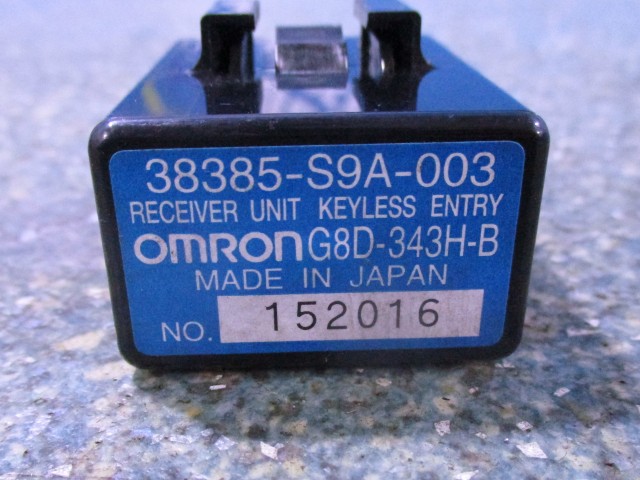 38385-S9A-003
RECEIVER UNIT KEYLESS ENTRY
OMRON G8D-343H-B
MADE IN JAPAN
NO. 152016